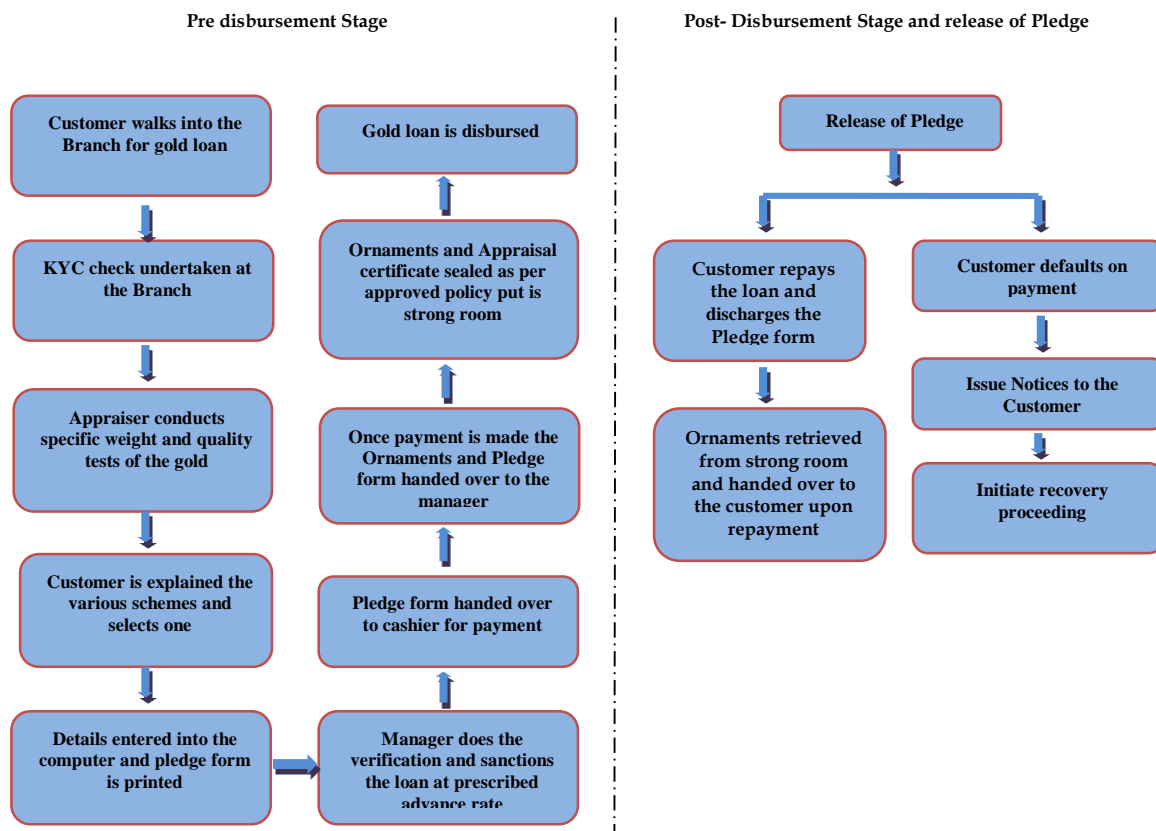 Pre disbursement Stage
Customer walks into the
Branch for gold loan
KYC check undertaken at
the Branch
Appraiser conducts
specific weight and quality
tests of the gold
Customer is explained the
various schemes and
selects one
Details entered into the
computer and pledge form
is printed
Manager does the
verification and sanctions
the loan at prescribed
advance rate
Pledge form handed over
to cashier for payment
Once payment is made the
Ornaments and Pledge
form handed over to the
manager
Ornaments and Appraisal
certificate sealed as per
approved policy put is
strong room
Gold loan is disbursed
Post- Disbursement Stage and release of Pledge
Release of Pledge
Customer repays
the loan and
discharges the
Pledge form
Ornaments retrieved
from strong room
and handed over to
the customer upon
repayment
Customer defaults on
payment
Issue Notices to the
Customer
Initiate recovery
proceeding